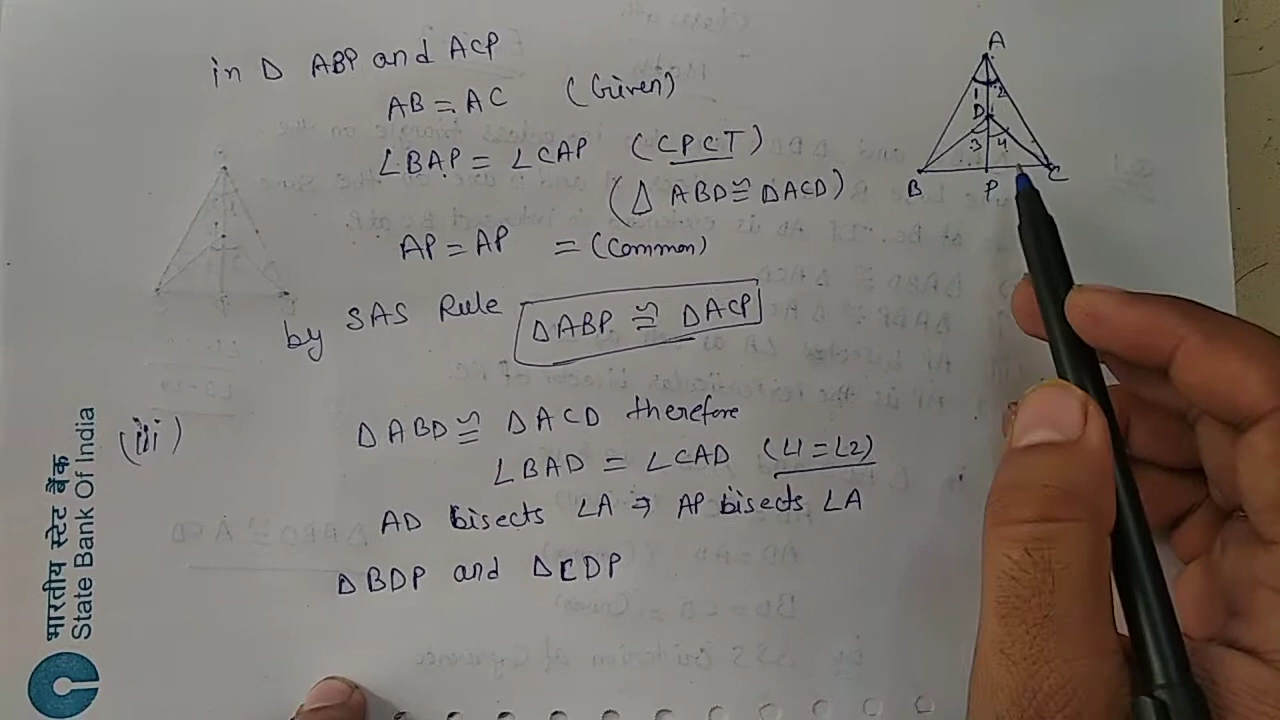 in Δ ABP and ACP
AB = AC (Given)
∠BAP = ∠CAP (CPCT)
(Δ ABD ≅ ΔACD)
AP = AP = (Common)
by SAS Rule ΔABP ≅ ΔACP
(iii) ΔABD ≅ ΔACD therefore
∠BAD = ∠CAD (∠1 = ∠2)
AD bisects ∠A ⇒ AP bisects ∠A
ΔBDP and ΔCDP
A
1 2
D
3 4
B P C
भारतीय स्टेट बैंक
State Bank Of India